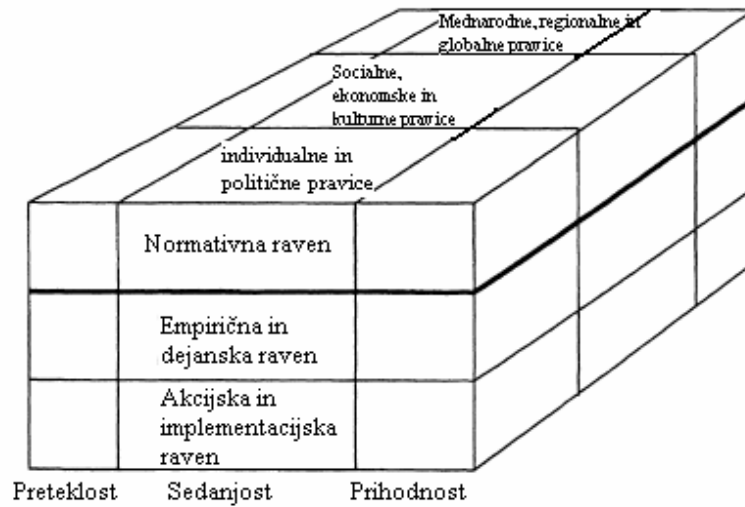 Mednarodne, regionalne in
globalne pravice
Socialne,
ekonomske in
kulturne pravice
individualne in
politične pravice
Normativna raven
Empirična in
dejanska raven
Akcijska in
implementacijska
raven
Preteklost Sedanjost Prihodnost